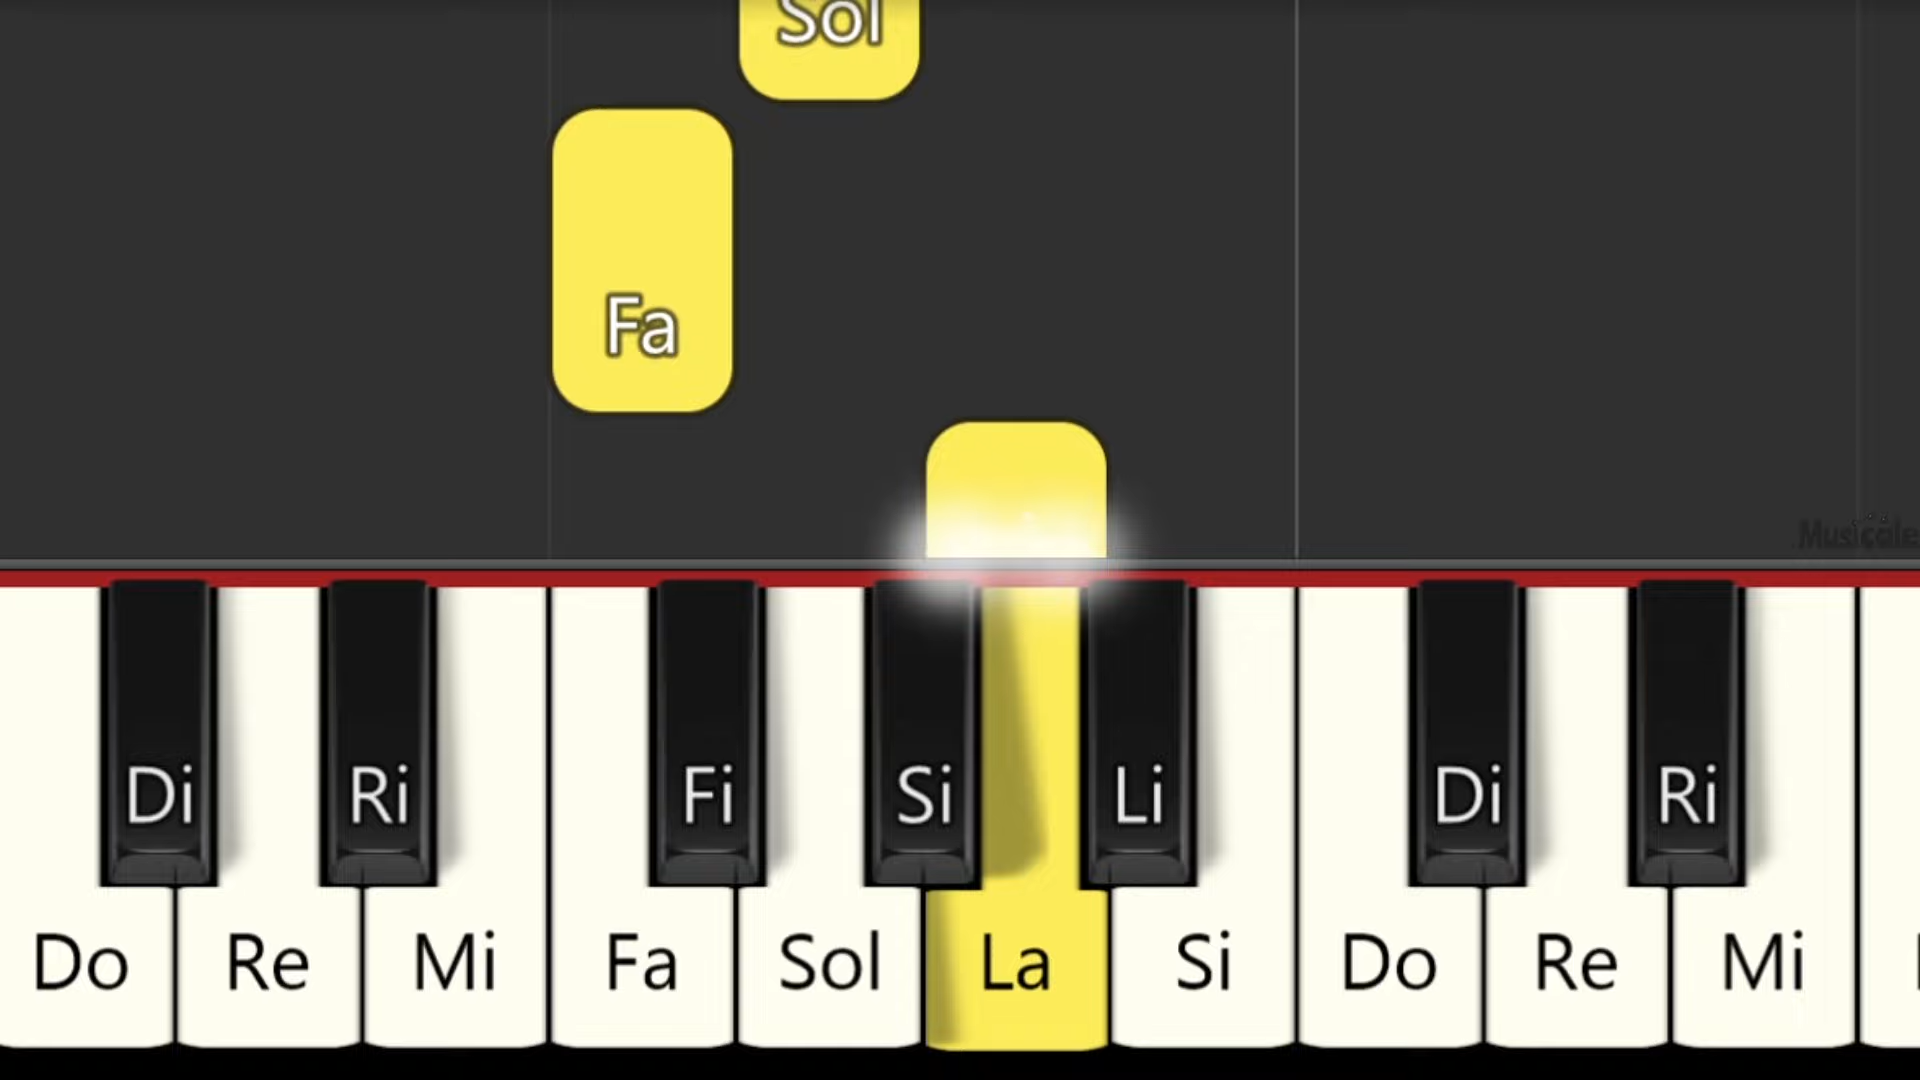 Sol
Fa
Musicale
Di Ri Fi Si Li Di Ri
Do Re Mi Fa Sol La Si Do Re Mi